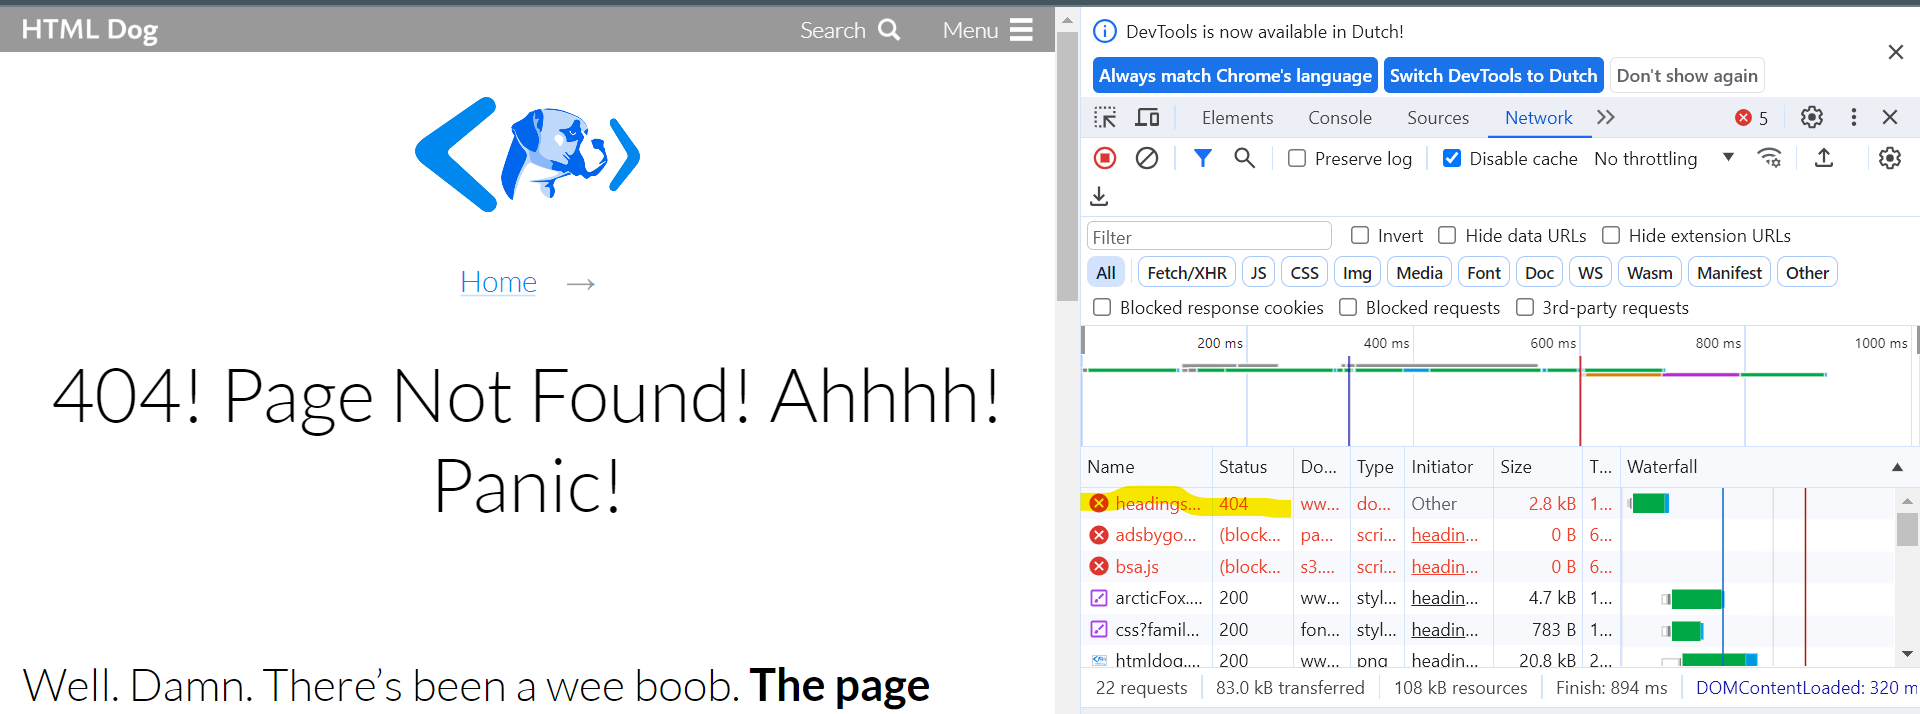 HTML Dog
Search
Menu
Home →
404! Page Not Found! Ahhhh!
Panic!
Well. Damn. There’s been a wee boob. The page
DevTools is now available in Dutch!
Always match Chrome's language
Switch DevTools to Dutch
Don't show again
Elements Console Sources Network 5
Preserve log Disable cache No throttling
Filter
Invert Hide data URLs Hide extension URLs
All Fetch/XHR JS CSS Img Media Font Doc WS Wasm Manifest Other
Blocked response cookies Blocked requests 3rd-party requests
200 ms 400 ms 600 ms 800 ms 1000 ms
Name Status Do... Type Initiator Size T... Waterfall
headings... 404 ww... do... Other 2.8 kB 1...
adsbygo... (block... pa... scri... headin... 0 B 6...
bsa.js (block... s3.... scri... headin... 0 B 6...
arcticFox.... 200 ww... styl... headin... 4.7 kB 1...
css?famil... 200 fon... styl... headin... 783 B 1...
htmldog.... 200 ww... png headin... 20.8 kB 2...
22 requests 83.0 kB transferred 108 kB resources Finish: 894 ms DOMContentLoaded: 320 m